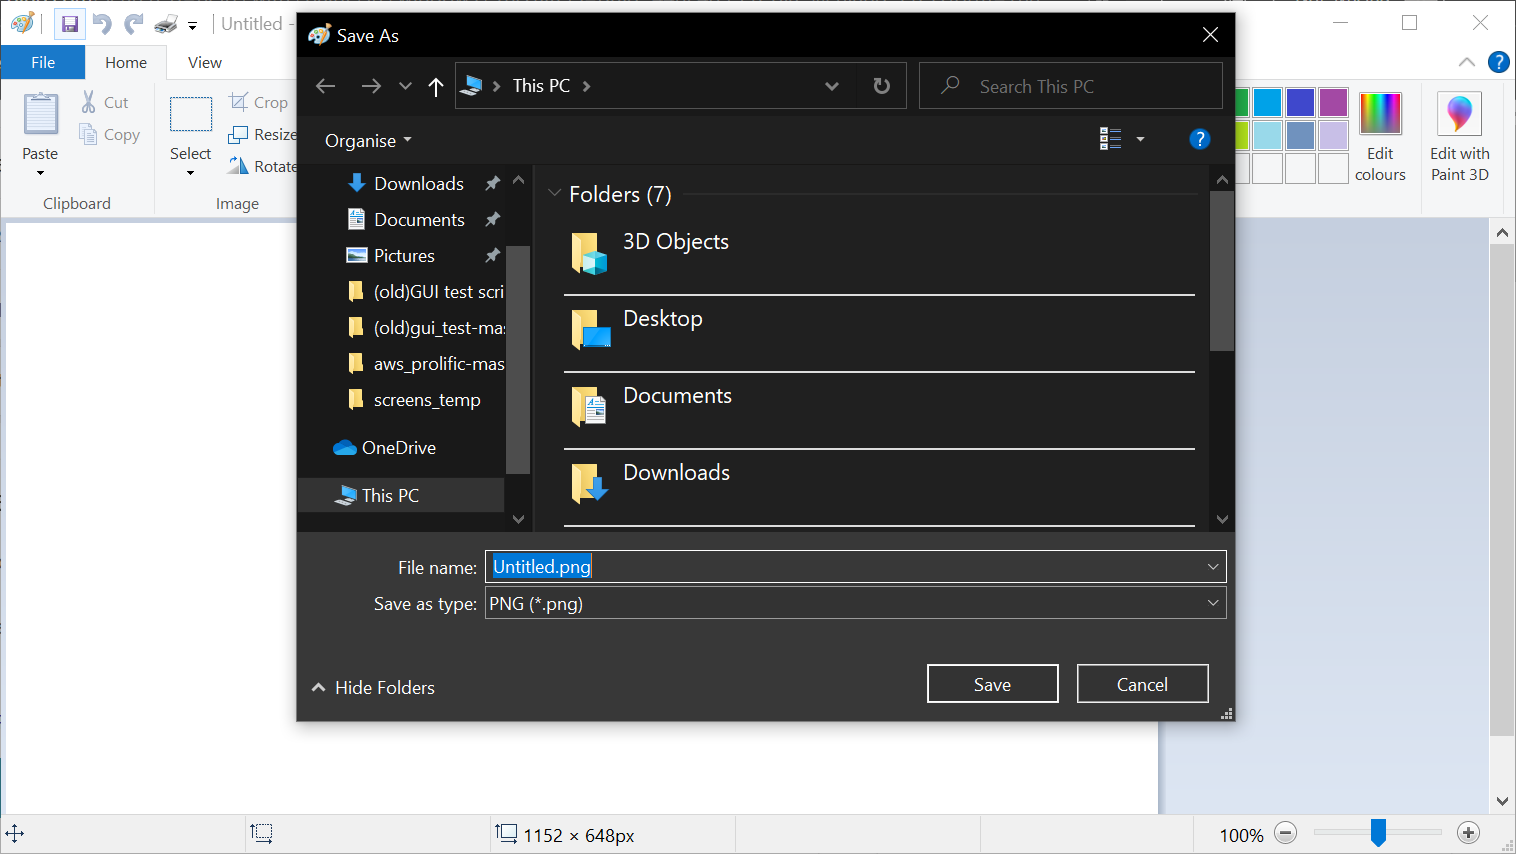 Untitled -
Save As
File
Home
View
This PC
Search This PC
Organise
Cut
Copy
Paste
Clipboard
Crop
Resize
Rotate
Select
Image
Edit
colours
Edit with
Paint 3D
Downloads
Documents
Pictures
(old)GUI test scri
(old)gui_test-mas
aws_prolific-mas
screens_temp
OneDrive
This PC
Folders (7)
3D Objects
Desktop
Documents
Downloads
File name: Untitled.png
Save as type: PNG (*.png)
Hide Folders
Save
Cancel
1152 × 648px
100%